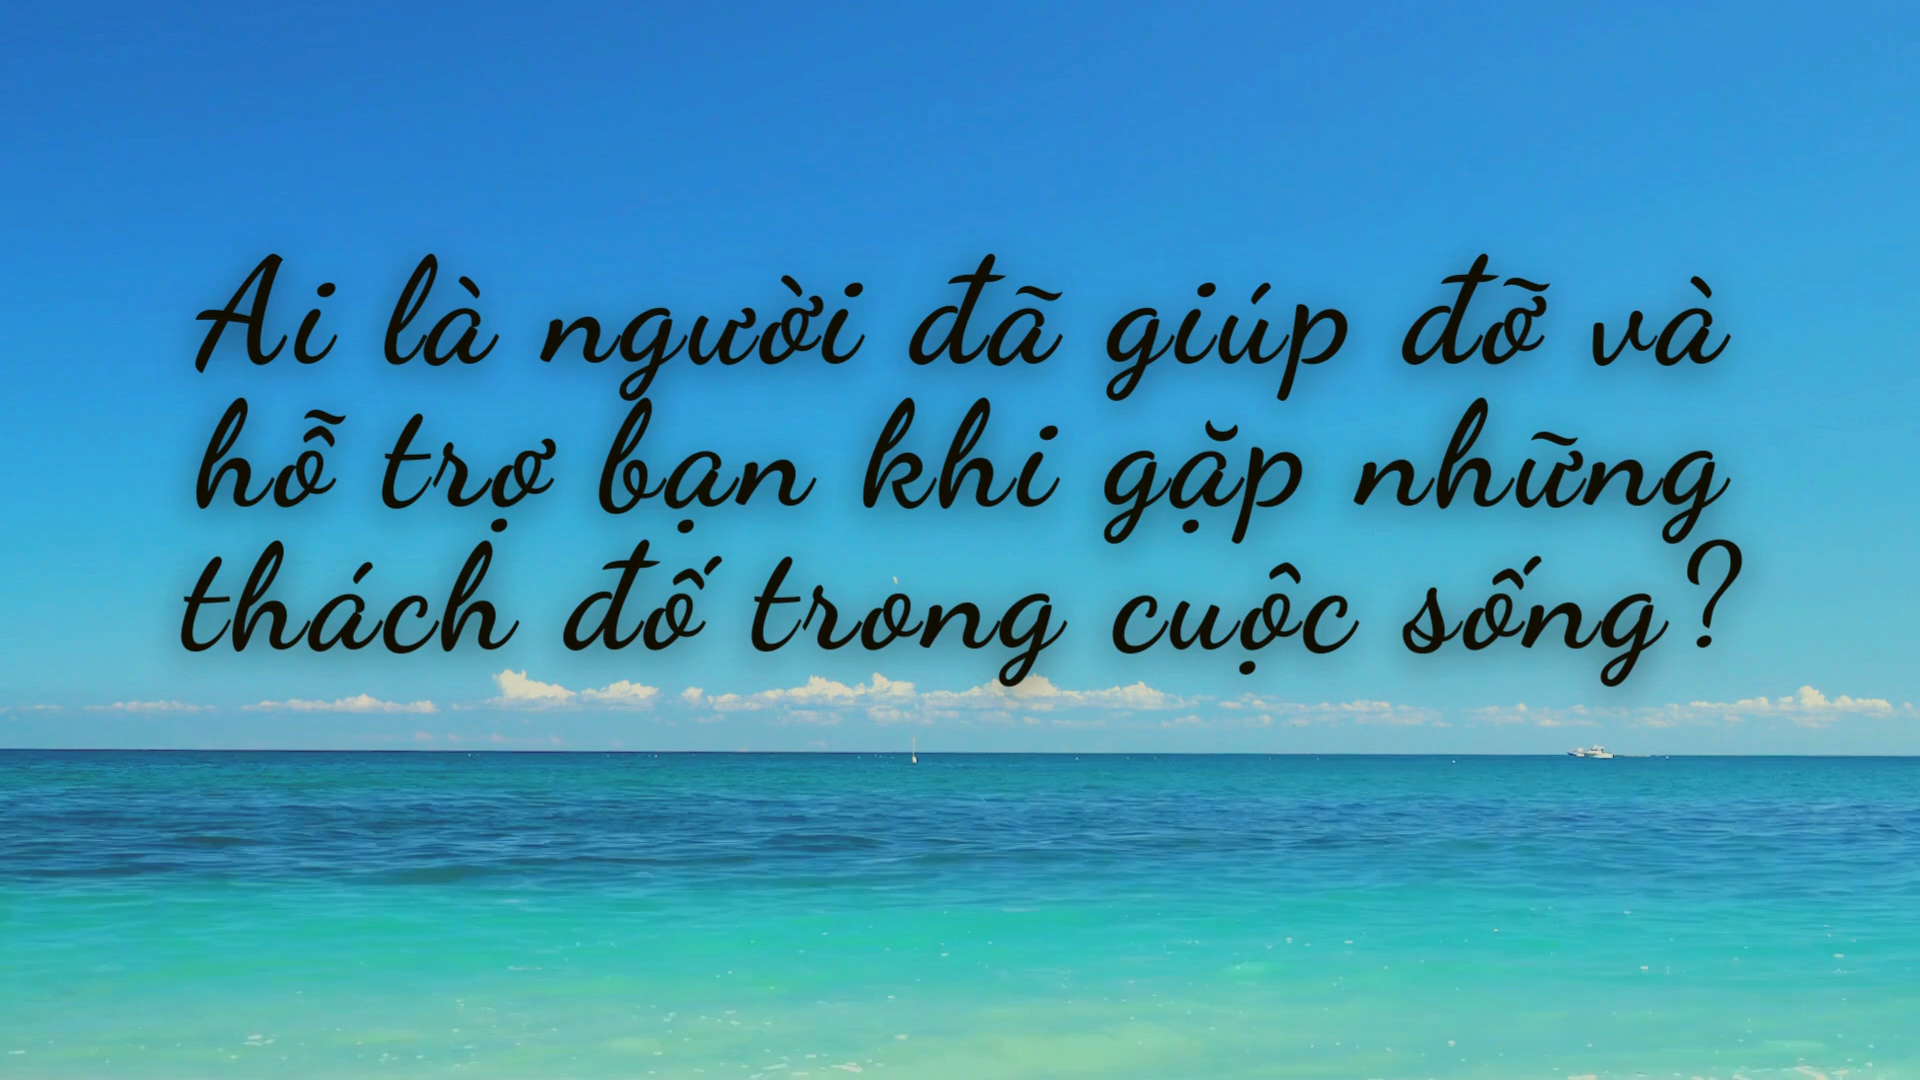 Ai là người đã giúp đỡ và
hỗ trợ bạn khi gặp những
thách đố trong cuộc sống?